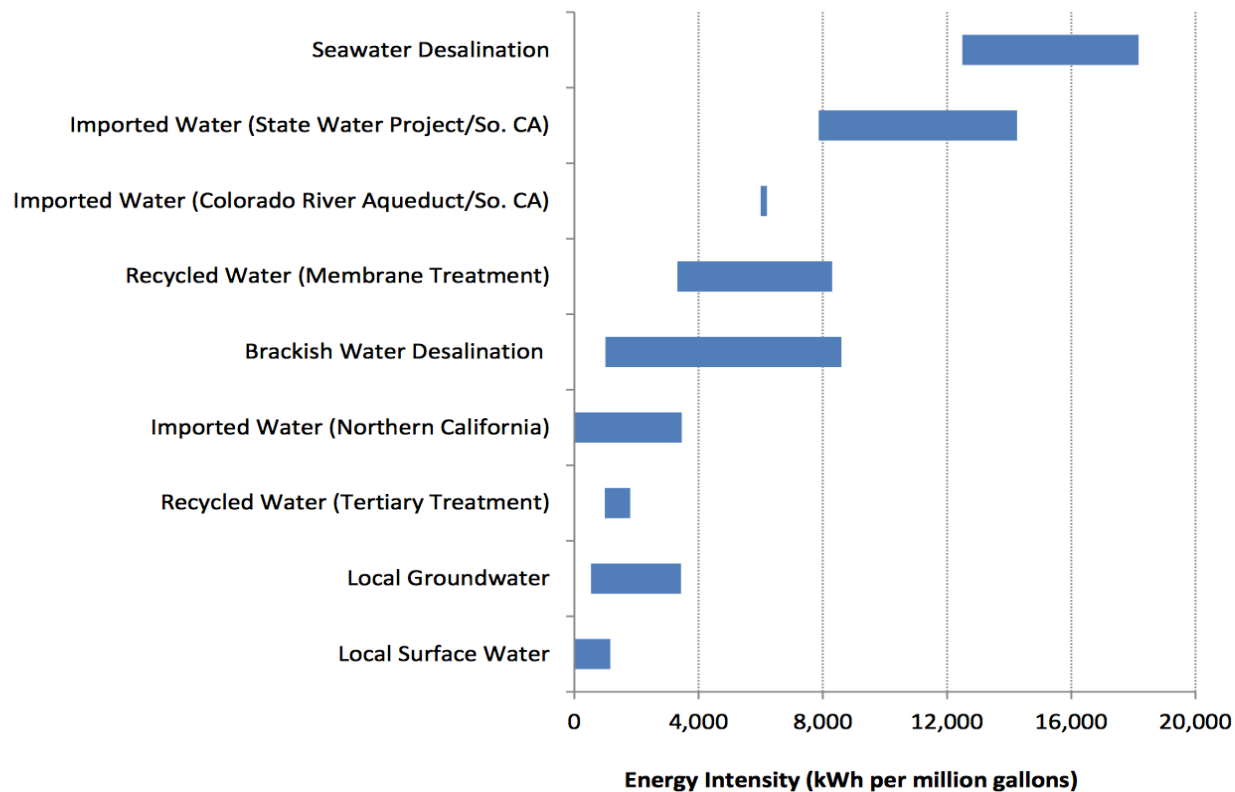 Seawater Desalination
Imported Water (State Water Project/So. CA)
Imported Water (Colorado River Aqueduct/So. CA)
Recycled Water (Membrane Treatment)
Brackish Water Desalination
Imported Water (Northern California)
Recycled Water (Tertiary Treatment)
Local Groundwater
Local Surface Water
0 4,000 8,000 12,000 16,000 20,000
Energy Intensity (kWh per million gallons)